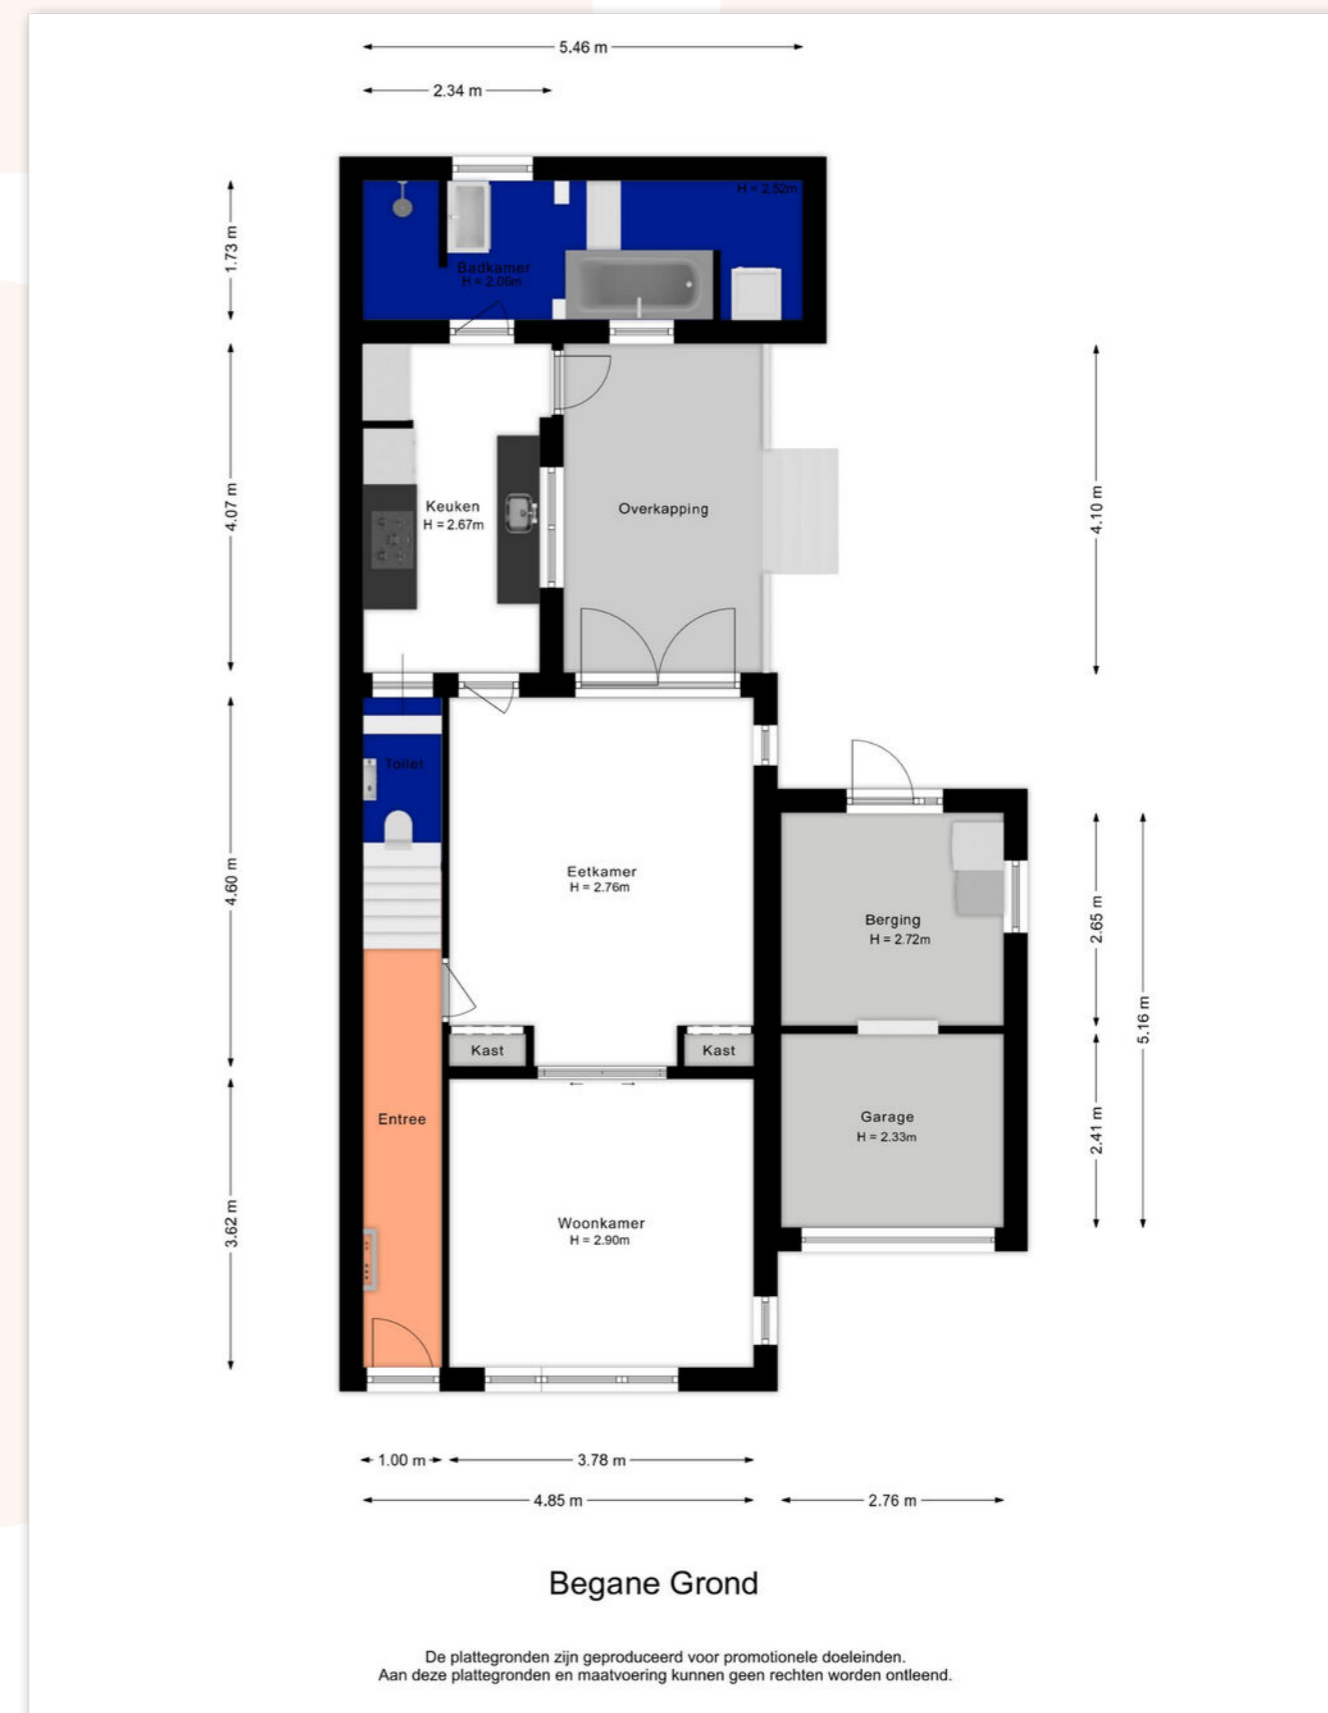 5.46 m
2.34 m
H = 2.52m
1.73 m
Badkamer
H = 2.06m
4.07 m
4.10 m
Keuken
H = 2.67m
Overkapping
Toilet
4.60 m
Eetkamer
H = 2.76m
Berging
H = 2.72m
2.65 m
5.16 m
Kast
Kast
Entree
Garage
H = 2.33m
2.41 m
3.62 m
Woonkamer
H = 2.90m
1.00 m
3.78 m
4.85 m
2.76 m
Begane Grond
De plattegronden zijn geproduceerd voor promotionele doeleinden.
Aan deze plattegronden en maatvoering kunnen geen rechten worden ontleend.